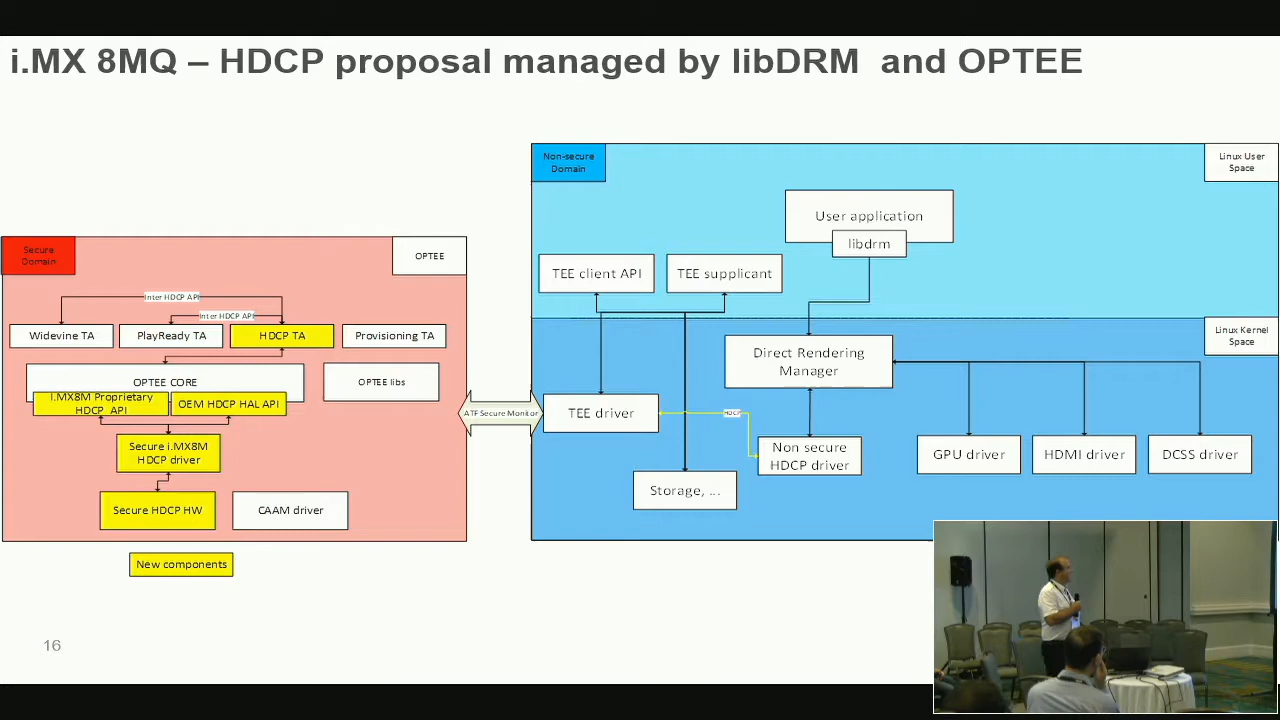 i.MX 8MQ – HDCP proposal managed by libDRM and OPTEE
Non-secure
Domain
Linux User
Space
User application
libdrm
TEE client API
TEE supplicant
Secure
Domain
OPTEE
Inter HDCP API
Inter HDCP API
Widevine TA
PlayReady TA
HDCP TA
Provisioning TA
Linux Kernel
Space
Direct Rendering
Manager
OPTEE CORE
OPTEE libs
I.MX8M Proprietary
HDCP API
OEM HDCP HAL API
ATF Secure Monitor
TEE driver
HDCP
Non secure
HDCP driver
GPU driver
HDMI driver
DCSS driver
Secure i.MX8M
HDCP driver
Storage, ...
Secure HDCP HW
CAAM driver
New components
16